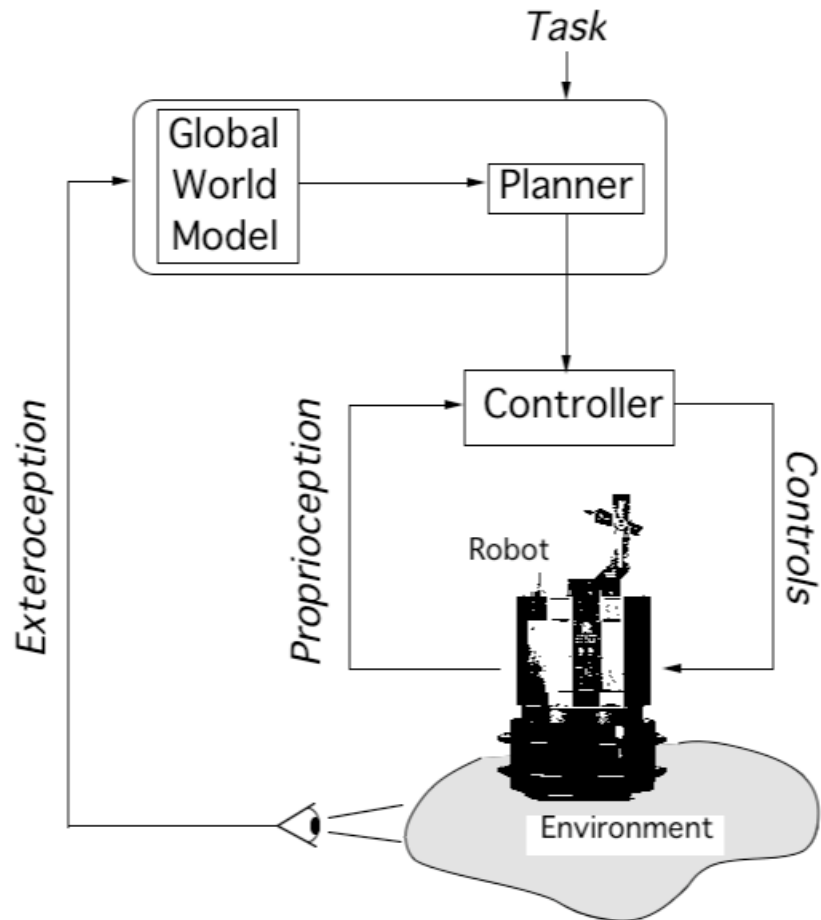 Task
Global
World
Model
Planner
Controller
Exteroception
Proprioception
Controls
Robot
Environment